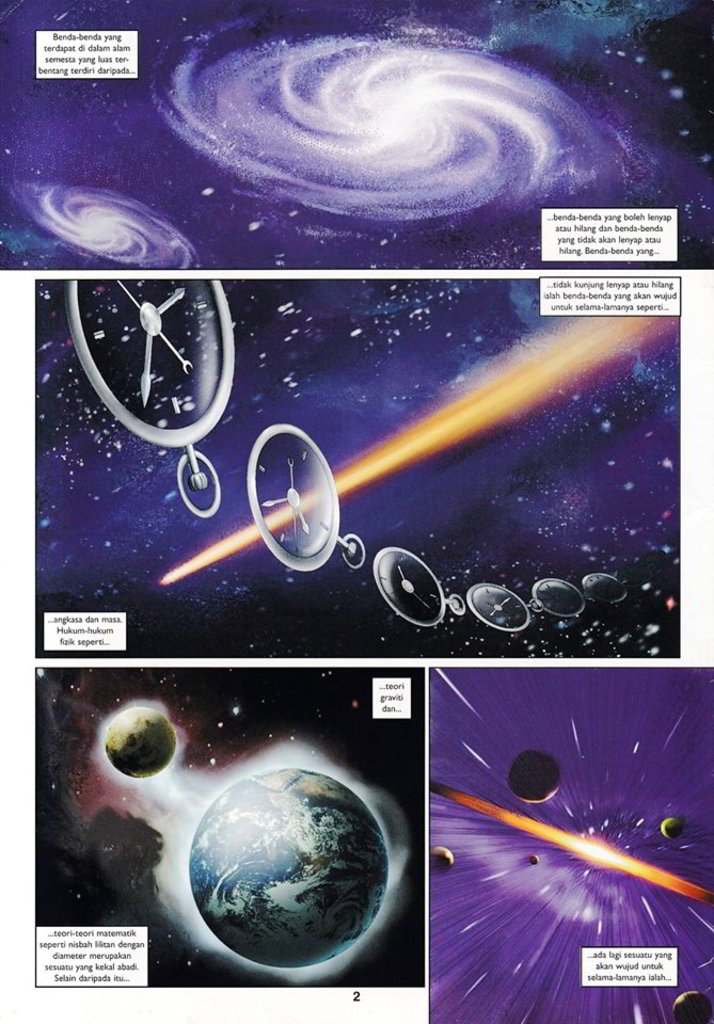 Benda-benda yang
terdapat di dalam alam
semesta yang luas ter-
bentang terdiri daripada...
...benda-benda yang boleh lenyap
atau hilang dan benda-benda
yang tidak akan lenyap atau
hilang. Benda-benda yang...
...tidak kunjung lenyap atau hilang
ialah benda-benda yang akan wujud
untuk selama-lamanya seperti...
...angkasa dan masa.
Hukum-hukum
fizik seperti...
...teori
graviti
dan...
...teori-teori matematik
seperti nisbah lilitan dengan
diameter merupakan
sesuatu yang kekal abadi.
Selain daripada itu...
...ada lagi sesuatu yang
akan wujud untuk
selama-lamanya ialah...
2